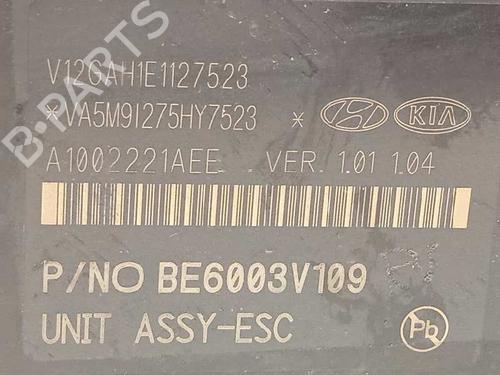 V12GAH1E1127523
*VA5M9I275HY7523 *
KIA
A1002221AEE VER. 1.01 1.04
P/NO BE6003V109
UNIT ASSY-ESC
Pb
B-PARTS